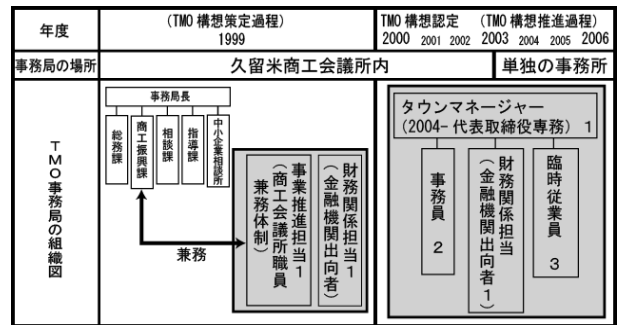 年度
(TMO 構想策定過程)
1999
TMO 構想認定 (TMO 構想推進過程)
2000 2001 2002 2003 2004 2005 2006
事務局の場所
久留米商工会議所内
単独の事務所
TMO事務局の組織図
事務局長
総務課
商工振興課
相談課
指導課
中小企業相談所
兼務
事業推進担当1
(商工会議所職員
兼務体制)
財務関係担当1
(金融機関出向者)
タウンマネージャー
(2004- 代表取締役専務) 1
事務員 2
財務関係担当
(金融機関出向者1)
臨時従業員 3